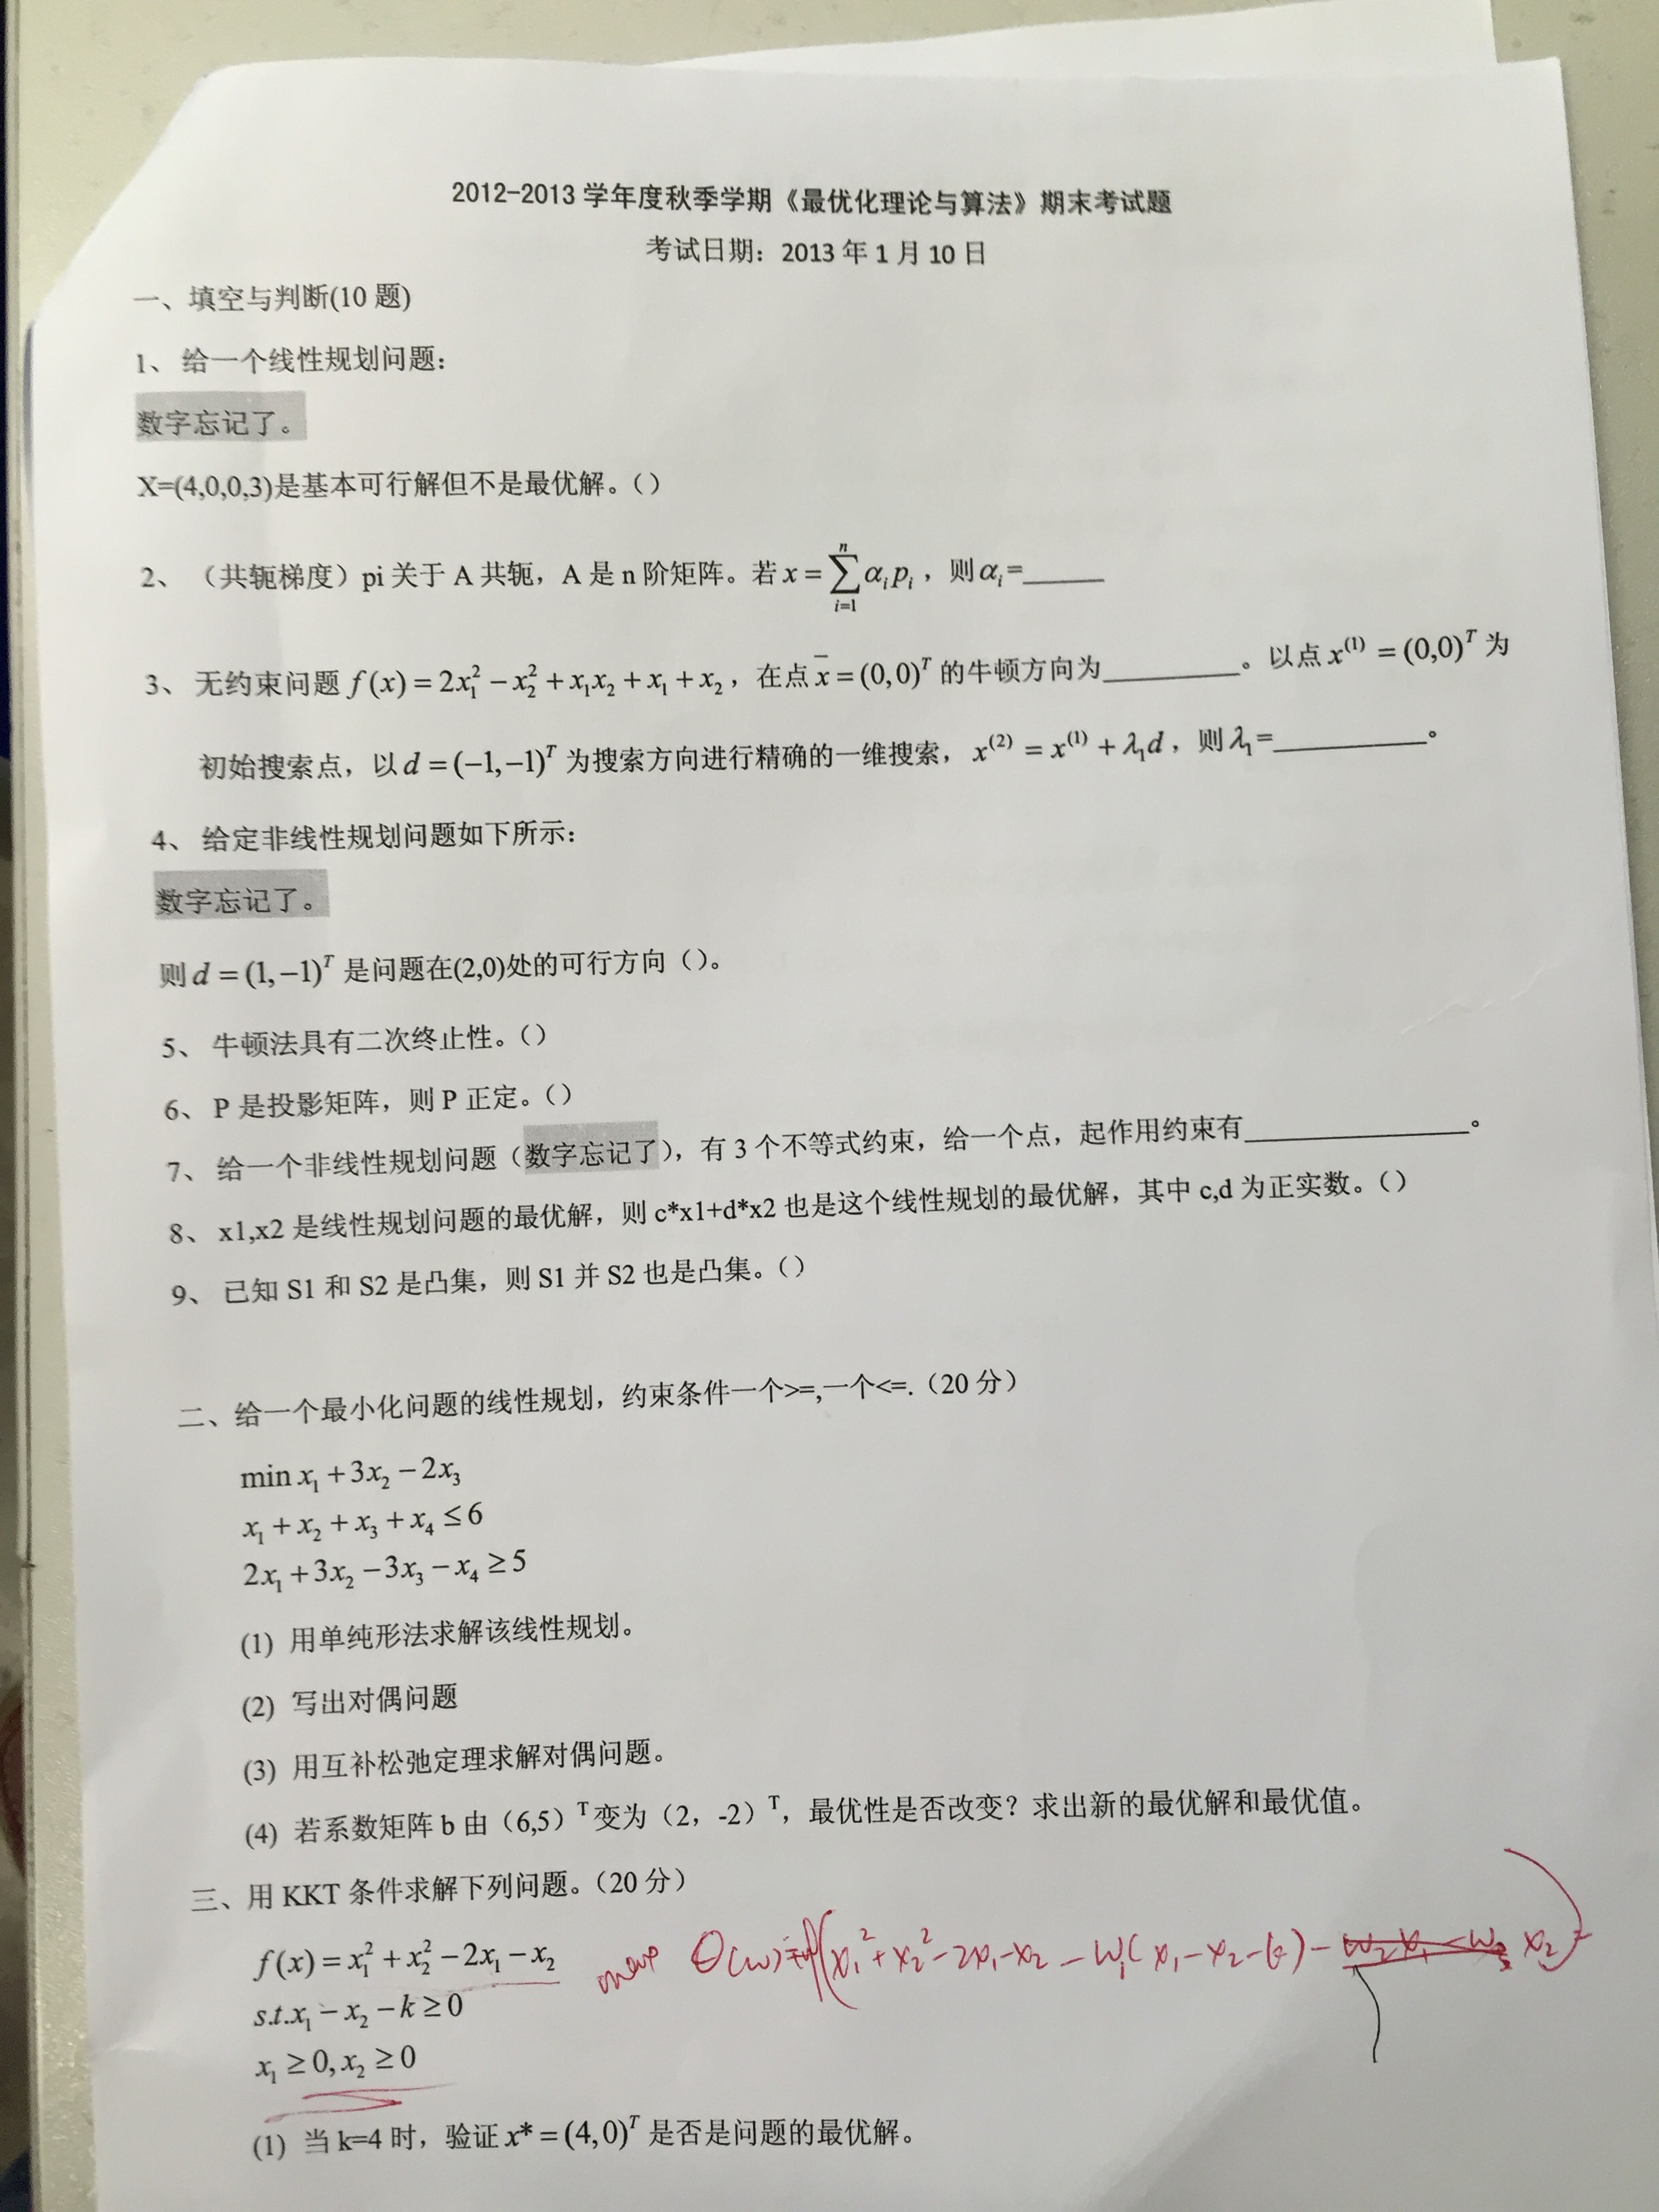 2012-2013 学年度秋季学期《最优化理论与算法》期末考试题
考试日期：2013 年 1 月 10 日
一、填空与判断(10 题)
1、 给一个线性规划问题：
数字忘记了。
X=(4,0,0,3)是基本可行解但不是最优解。（）
2、（共轭梯度）pi 关于 A 共轭，A 是 n 阶矩阵。若 $x=\sum_{i=1}^{n}\alpha_i p_i$，则 $\alpha_i$=______
3、 无约束问题 $f(x)=2x_1^2-x_2^2+x_1x_2+x_1+x_2$，在点 $\bar{x}=(0,0)^T$ 的牛顿方向为__________。以点 $x^{(1)}=(0,0)^T$ 为
初始搜索点，以 $d=(-1,-1)^T$ 为搜索方向进行精确的一维搜索，$x^{(2)}=x^{(1)}+\lambda_1 d$，则 $\lambda_1$=___________。
4、 给定非线性规划问题如下所示：
数字忘记了。
则 $d=(1,-1)^T$ 是问题在(2,0)处的可行方向（）。
5、 牛顿法具有二次终止性。（）
6、 P 是投影矩阵，则 P 正定。（）
7、 给一个非线性规划问题（数字忘记了），有 3 个不等式约束，给一个点，起作用约束有________________。
8、 x1,x2 是线性规划问题的最优解，则 c*x1+d*x2 也是这个线性规划的最优解，其中 c,d 为正实数。（）
9、 已知 S1 和 S2 是凸集，则 S1 并 S2 也是凸集。（）
二、给一个最小化问题的线性规划，约束条件一个>=,一个<=.（20 分）
$\min x_1+3x_2-2x_3$
$x_1+x_2+x_3+x_4\leq 6$
$2x_1+3x_2-3x_3-x_4\geq 5$
(1) 用单纯形法求解该线性规划。
(2) 写出对偶问题
(3) 用互补松弛定理求解对偶问题。
(4) 若系数矩阵 b 由（6,5）$^T$ 变为（2，-2）$^T$，最优性是否改变？求出新的最优解和最优值。
三、用 KKT 条件求解下列问题。（20 分）
$f(x)=x_1^2+x_2^2-2x_1-x_2$
max $\theta(w)=$ $(x_1^2+x_2^2-2x_1-x_2-w_1(x_1-x_2-k)-$ $x_2)$
$s.t.x_1-x_2-k\geq 0$
$x_1\geq 0,x_2\geq 0$
(1) 当 k=4 时，验证 $x^*=(4,0)^T$ 是否是问题的最优解。